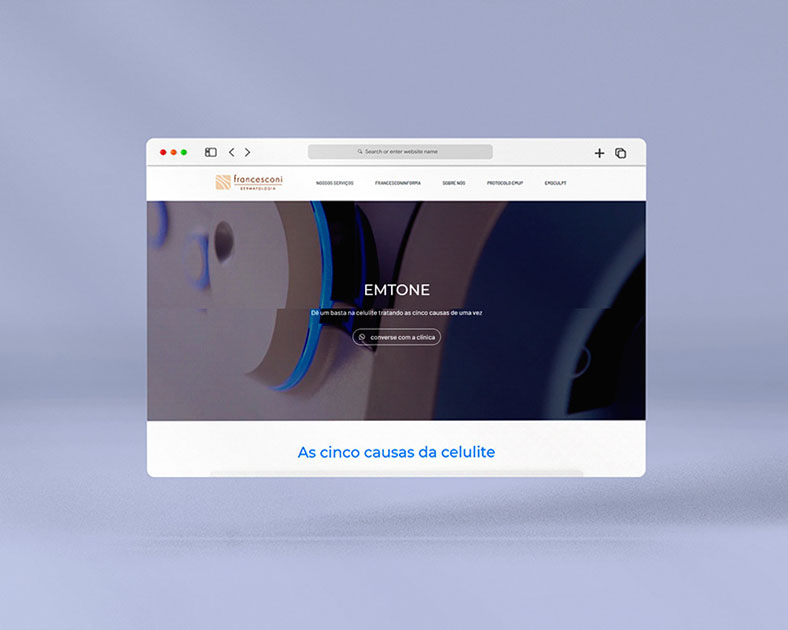 Search or enter website name
francesconi
DERMATOLOGIA
NOSSOS SERVIÇOS FRANCESCONINFORMA SOBRE NÓS PROTOCOLO EMUP EMSCULPT
EMTONE
Dê um basta na celulite tratando as cinco causas de uma vez
converse com a clínica
As cinco causas da celulite